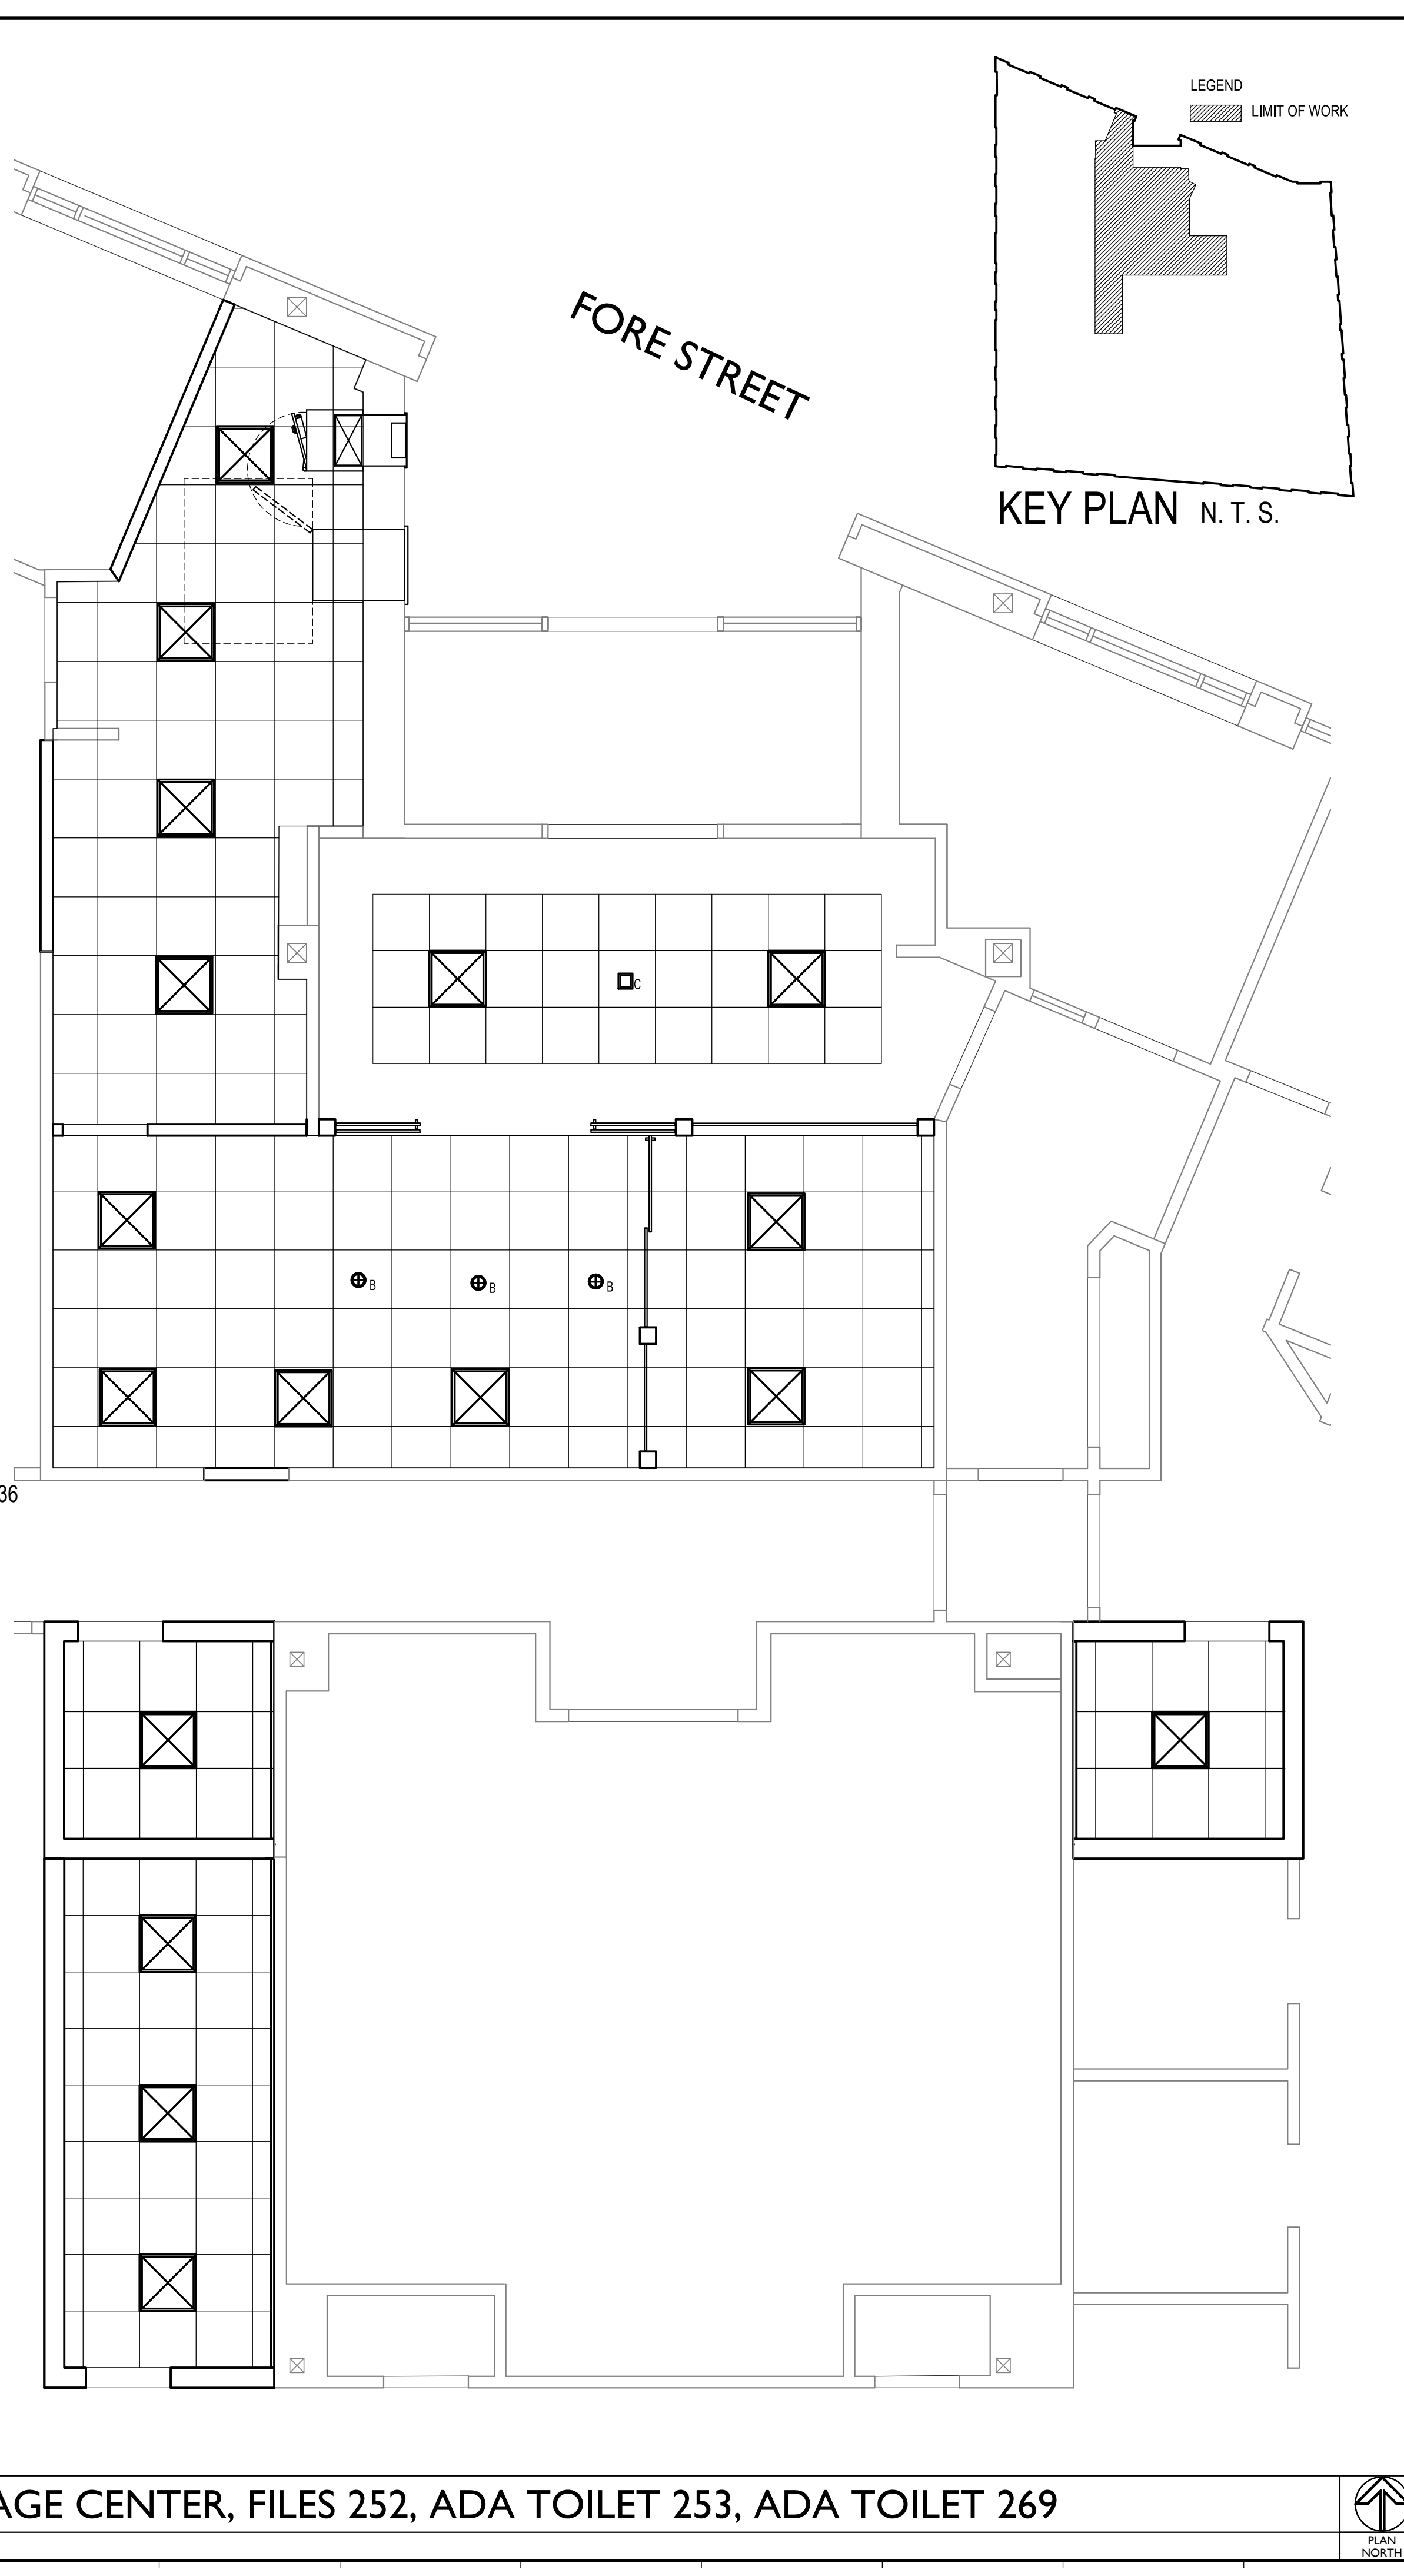 LEGEND
LIMIT OF WORK
FORE STREET
KEY PLAN N. T. S.
C
B B B
36
AGE CENTER, FILES 252, ADA TOILET 253, ADA TOILET 269
PLAN
NORTH